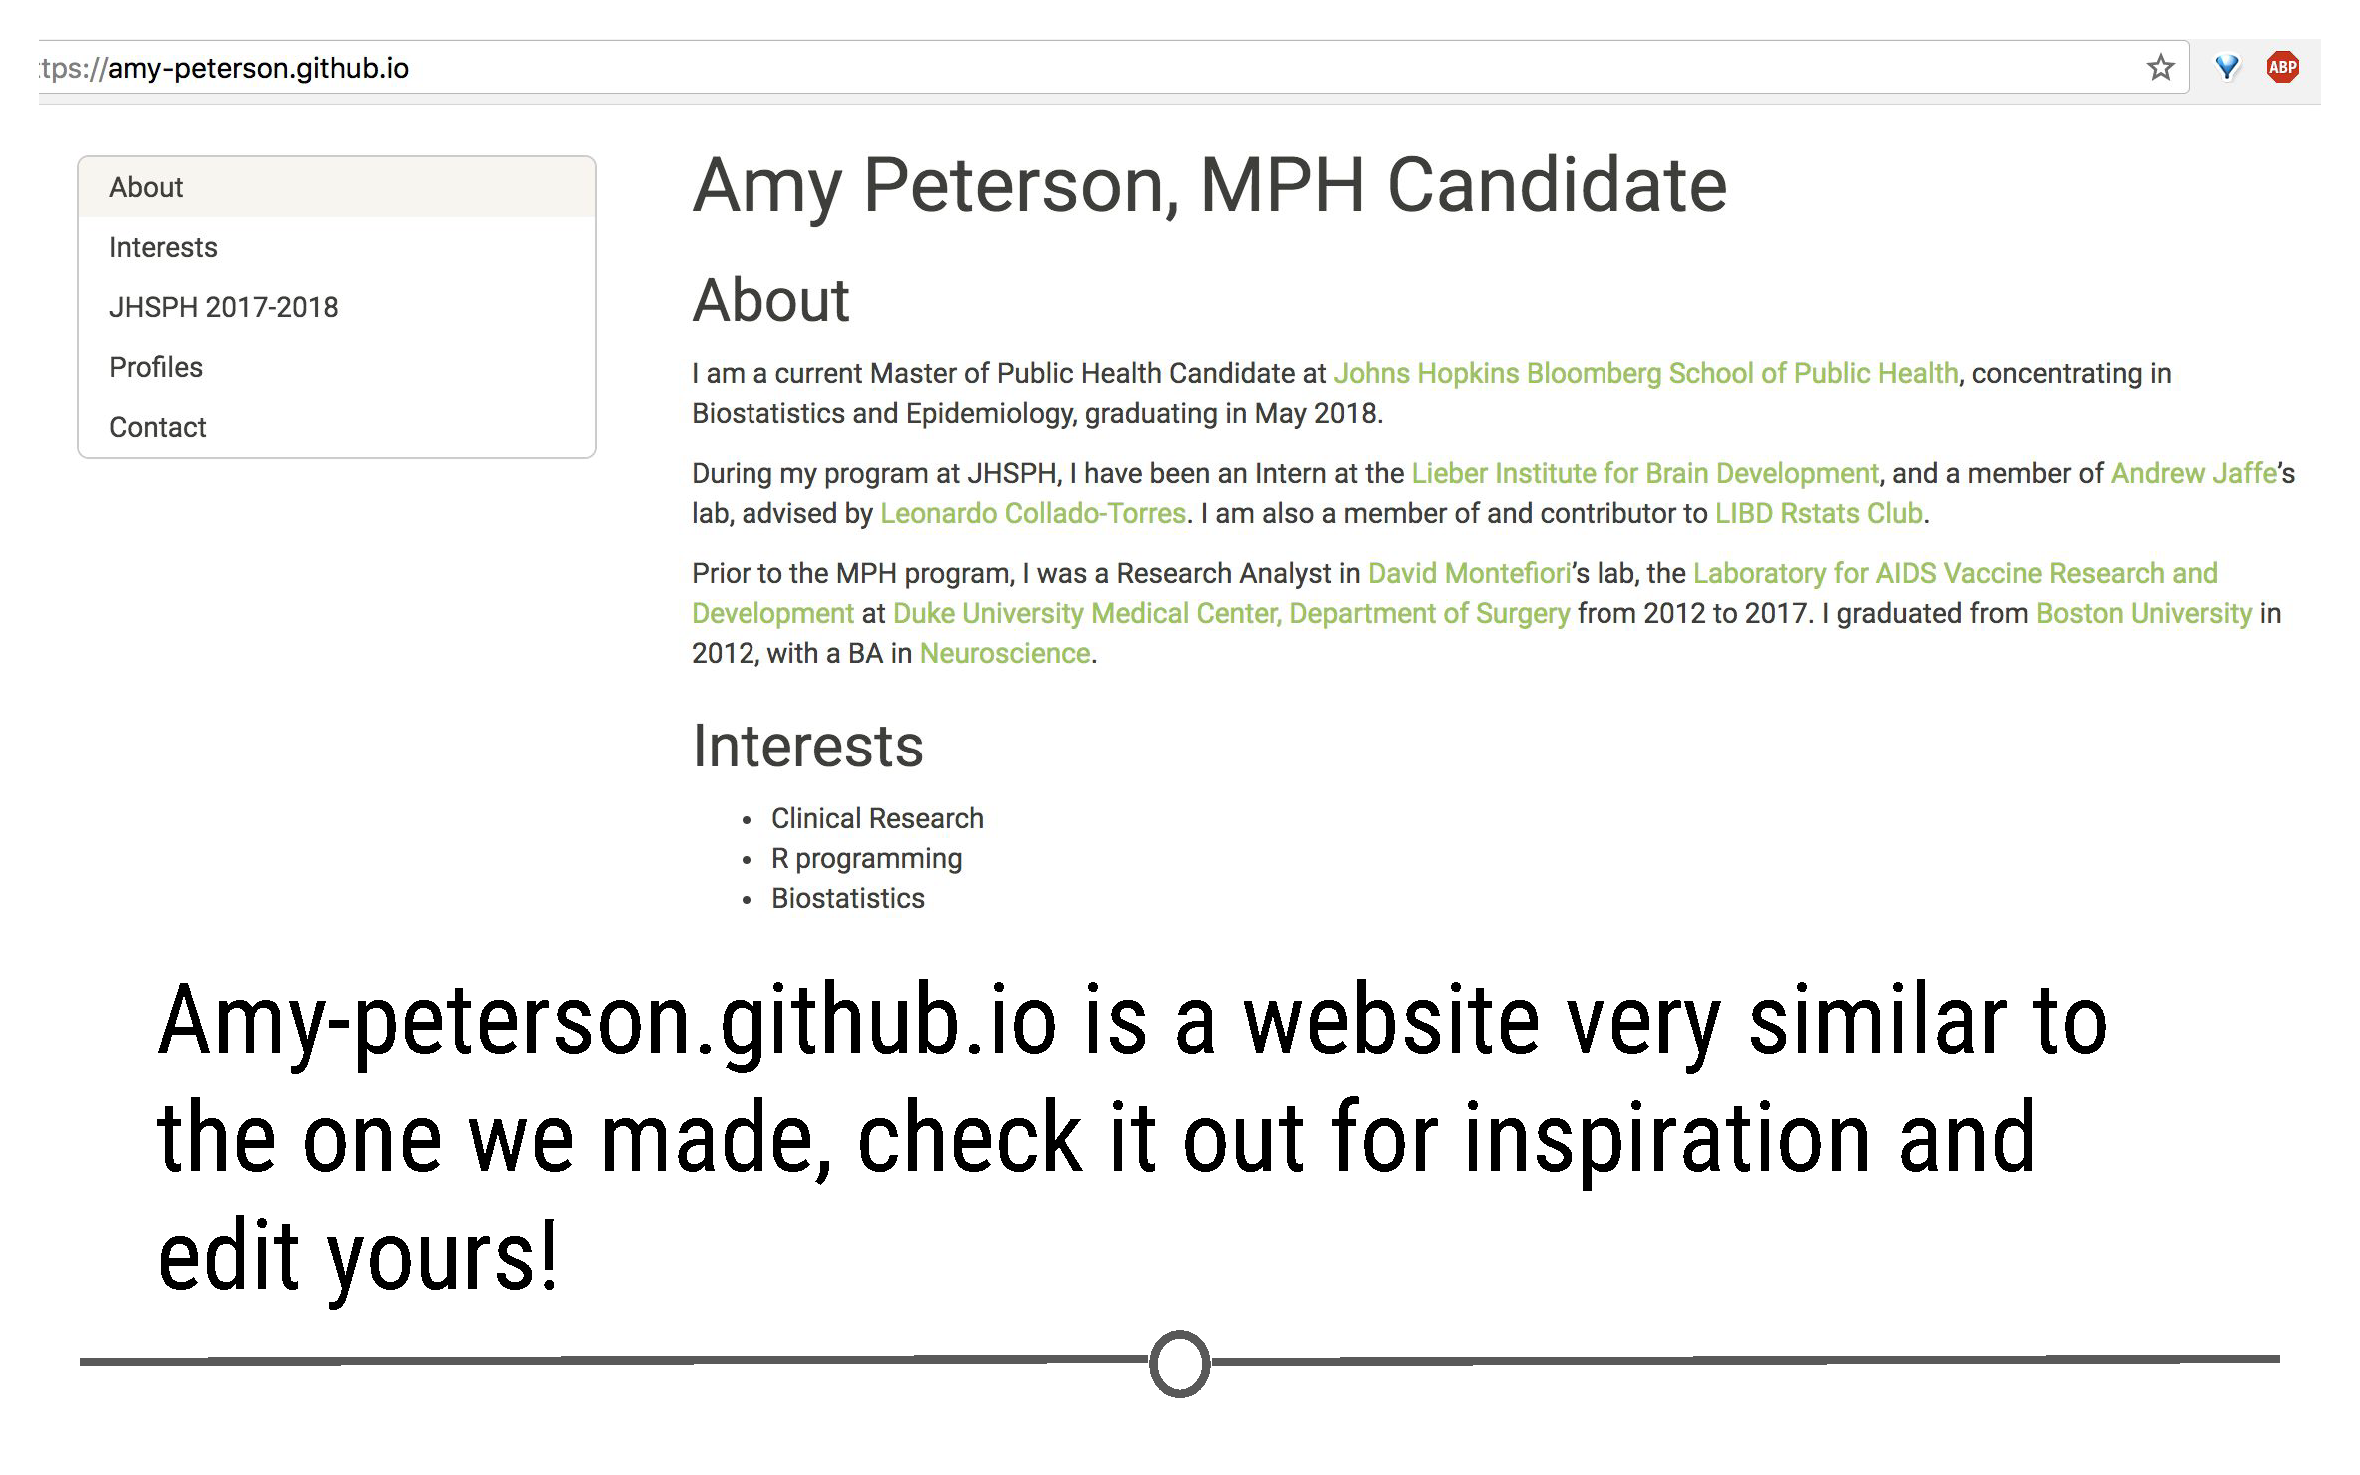 tps://amy-peterson.github.io
ABP
About
Interests
JHSPH 2017-2018
Profiles
Contact
Amy Peterson, MPH Candidate
About
I am a current Master of Public Health Candidate at Johns Hopkins Bloomberg School of Public Health, concentrating in
Biostatistics and Epidemiology, graduating in May 2018.
During my program at JHSPH, I have been an Intern at the Lieber Institute for Brain Development, and a member of Andrew Jaffe’s
lab, advised by Leonardo Collado-Torres. I am also a member of and contributor to LIBD Rstats Club.
Prior to the MPH program, I was a Research Analyst in David Montefiori’s lab, the Laboratory for AIDS Vaccine Research and
Development at Duke University Medical Center, Department of Surgery from 2012 to 2017. I graduated from Boston University in
2012, with a BA in Neuroscience.
Interests
• Clinical Research
• R programming
• Biostatistics
Amy-peterson.github.io is a website very similar to
the one we made, check it out for inspiration and
edit yours!